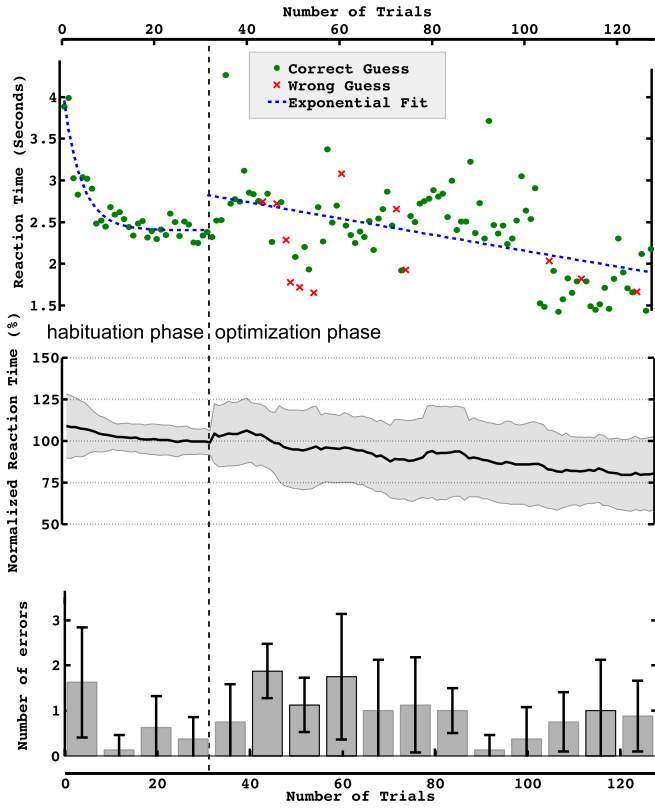 Number of Trials
0 20 40 60 80 100 120
Correct Guess
Wrong Guess
Exponential Fit
Reaction Time (Seconds)
4
3.5
3
2.5
2
1.5
habituation phase optimization phase
Normalized Reaction Time (%)
150
125
100
75
50
Number of errors
3
2
1
0
0 20 40 60 80 100 120
Number of Trials